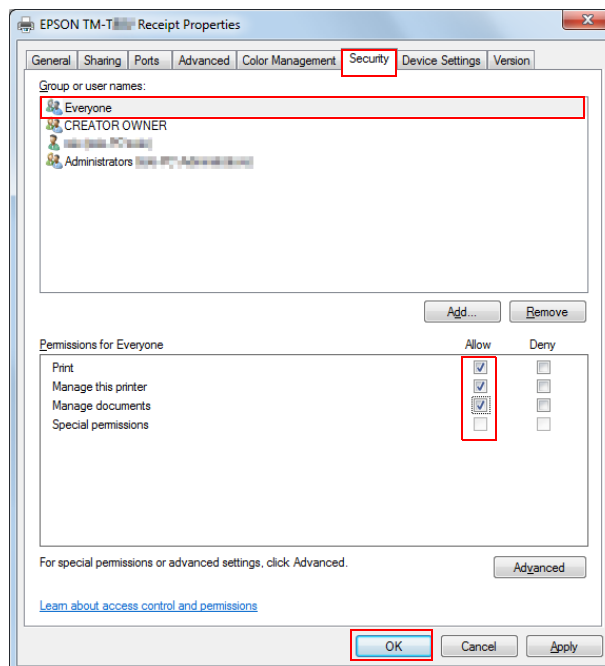 EPSON TM-T Receipt Properties
General Sharing Ports Advanced Color Management Security Device Settings Version
Group or user names:
Everyone
CREATOR OWNER
Administrators
Add... Remove
Permissions for Everyone Allow Deny
Print
Manage this printer
Manage documents
Special permissions
For special permissions or advanced settings, click Advanced.
Advanced
Learn about access control and permissions
OK Cancel Apply